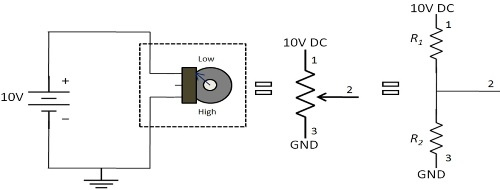 10V
+
−
Low
High
10V DC
1
2
3
GND
10V DC
1
R1
2
R2
3
GND